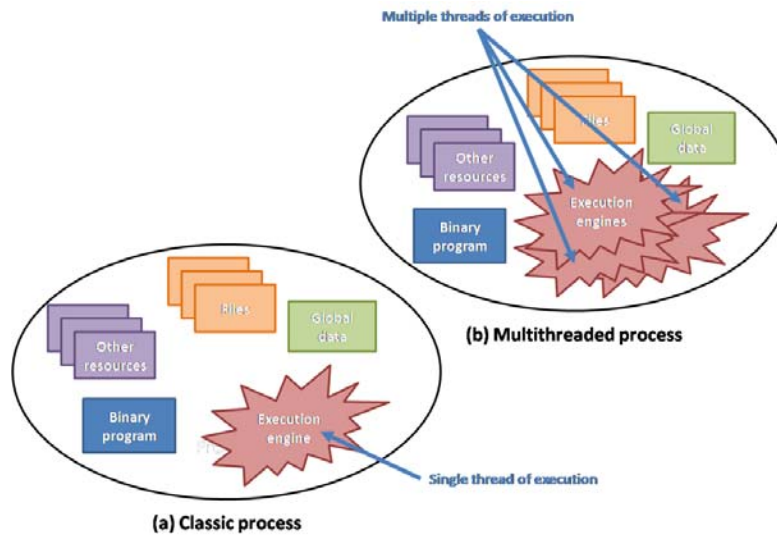 Multiple threads of execution
Files
Global
data
Other
resources
Execution
engines
Binary
program
(b) Multithreaded process
Files
Global
data
Other
resources
Binary
program
Execution
engine
Single thread of execution
(a) Classic process